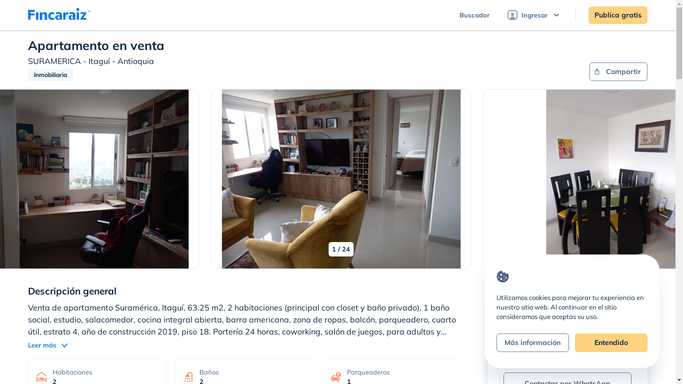 Fincaraiz
Buscador
Ingresar
Publica gratis
Apartamento en venta
SURAMERICA - Itaguí - Antioquia
Inmobiliaria
Compartir
1 / 24
Descripción general
Venta de apartamento Suramérica, Itaguí, 63.25 m2, 2 habitaciones (principal con closet y baño privado), 1 baño
social, estudio, salacomedor, cocina integral abierta, barra americana, zona de ropas, balcón, parqueadero, cuarto
útil, estrato 4, año de construcción 2019, piso 18. Portería 24 horas, coworking, salón de juegos, para adultos y...
Leer más
Habitaciones
2
Baños
2
Parqueaderos
1
Utilizamos cookies para mejorar tu experiencia en
nuestro sitio web. Al continuar en el sitio
consideramos que aceptas su uso.
Más información
Entendido
Contactar por WhatsApp